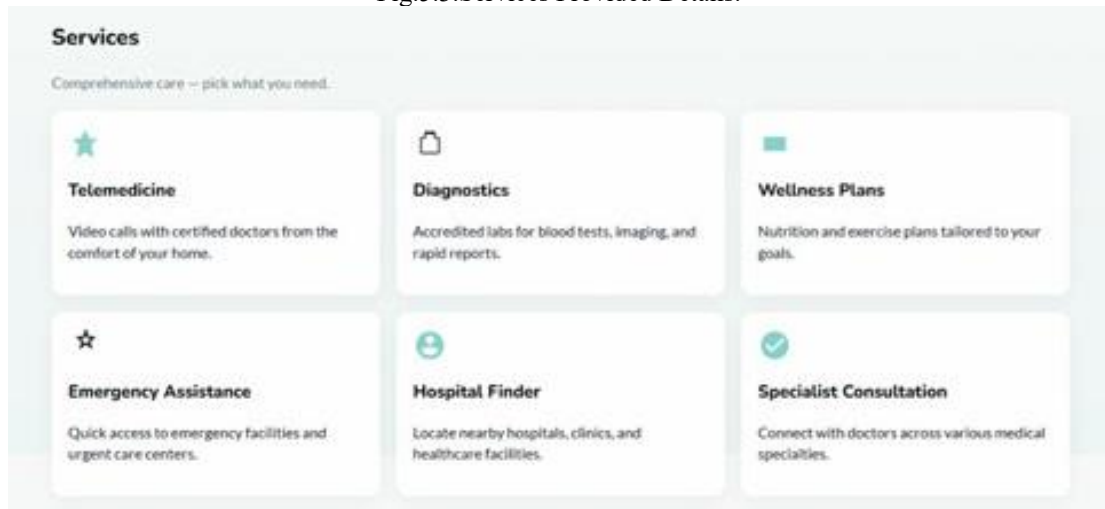 Services
Comprehensive care — pick what you need.
Telemedicine
Video calls with certified doctors from the
comfort of your home.
Diagnostics
Accredited labs for blood tests, imaging, and
rapid reports.
Wellness Plans
Nutrition and exercise plans tailored to your
goals.
Emergency Assistance
Quick access to emergency facilities and
urgent care centers.
Hospital Finder
Locate nearby hospitals, clinics, and
healthcare facilities.
Specialist Consultation
Connect with doctors across various medical
specialties.